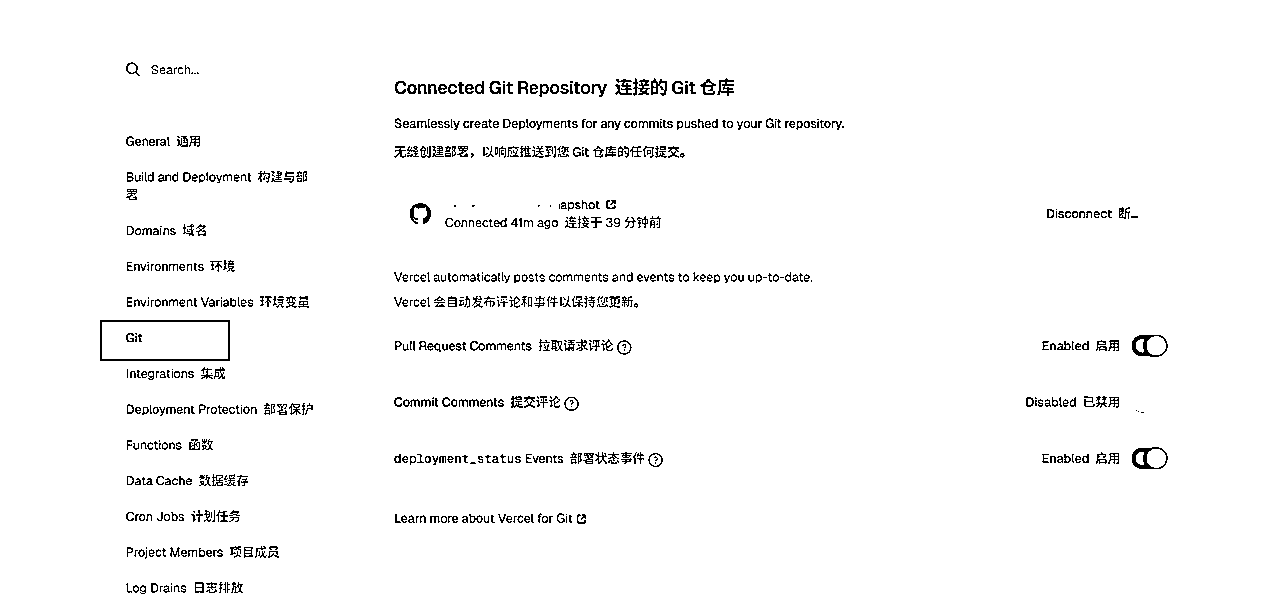 Search...
General 通用
Build and Deployment 构建与部
署
Domains 域名
Environments 环境
Environment Variables 环境变量
Git
Integrations 集成
Deployment Protection 部署保护
Functions 函数
Data Cache 数据缓存
Cron Jobs 计划任务
Project Members 项目成员
Log Drains 日志排放
Connected Git Repository 连接的 Git 仓库
Seamlessly create Deployments for any commits pushed to your Git repository.
无缝创建部署，以响应推送到您 Git 仓库的任何提交。
apshot
Connected 41m ago 连接于 39 分钟前
Disconnect 断…
Vercel automatically posts comments and events to keep you up-to-date.
Vercel 会自动发布评论和事件以保持您更新。
Pull Request Comments 拉取请求评论
Enabled 启用
Commit Comments 提交评论
Disabled 已禁用
deployment_status Events 部署状态事件
Enabled 启用
Learn more about Vercel for Git